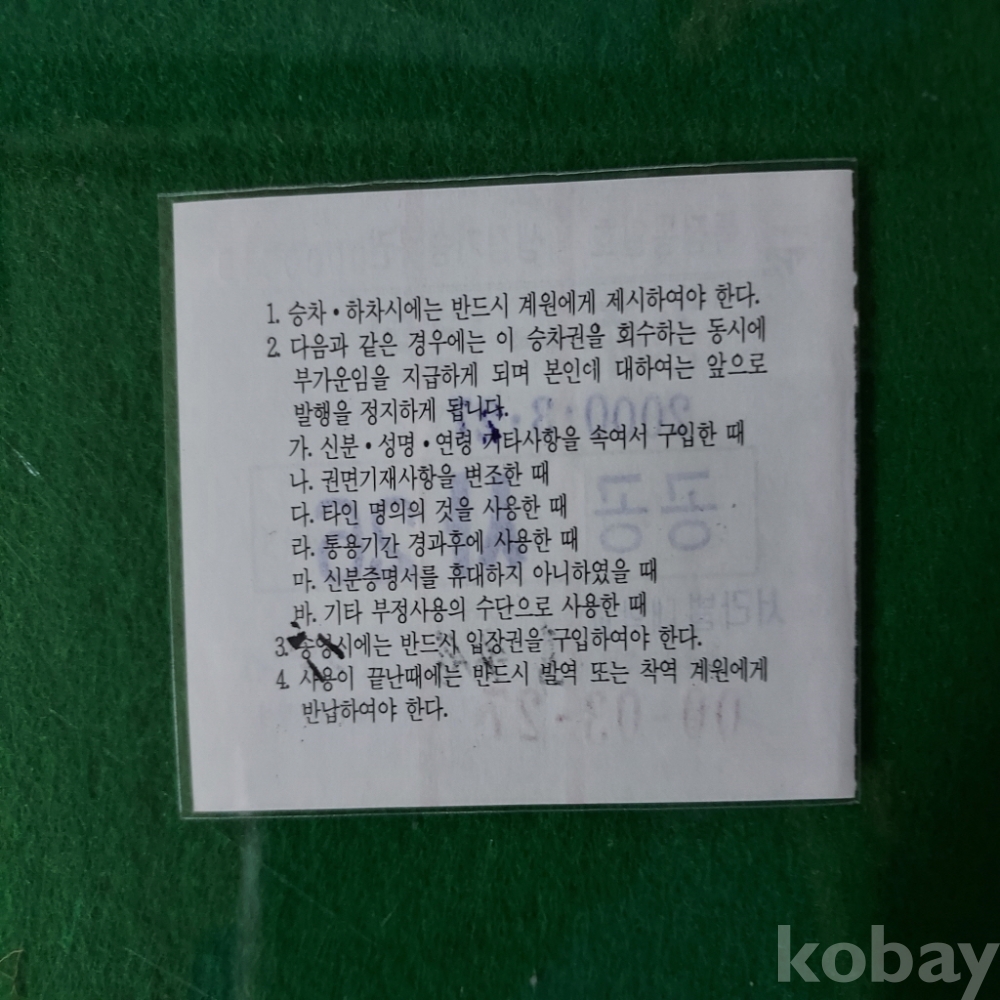 1. 승차·하차시에는 반드시 계원에게 제시하여야 한다.
2. 다음과 같은 경우에는 이 승차권을 회수하는 동시에
부가운임을 지급하게 되며 본인에 대하여는 앞으로
발행을 정지하게 됩니다.
가. 신분·성명·연령·기타사항을 속여서 구입한 때
나. 권면기재사항을 변조한 때
다. 타인 명의의 것을 사용한 때
라. 통용기간 경과후에 사용한 때
마. 신분증명서를 휴대하지 아니하였을 때
바. 기타 부정사용의 수단으로 사용한 때
3. 송영시에는 반드시 입장권을 구입하여야 한다.
4. 사용이 끝난때에는 반드시 발역 또는 착역 계원에게
반납하여야 한다.
2000·3·27
공공
00-03-27
kobay